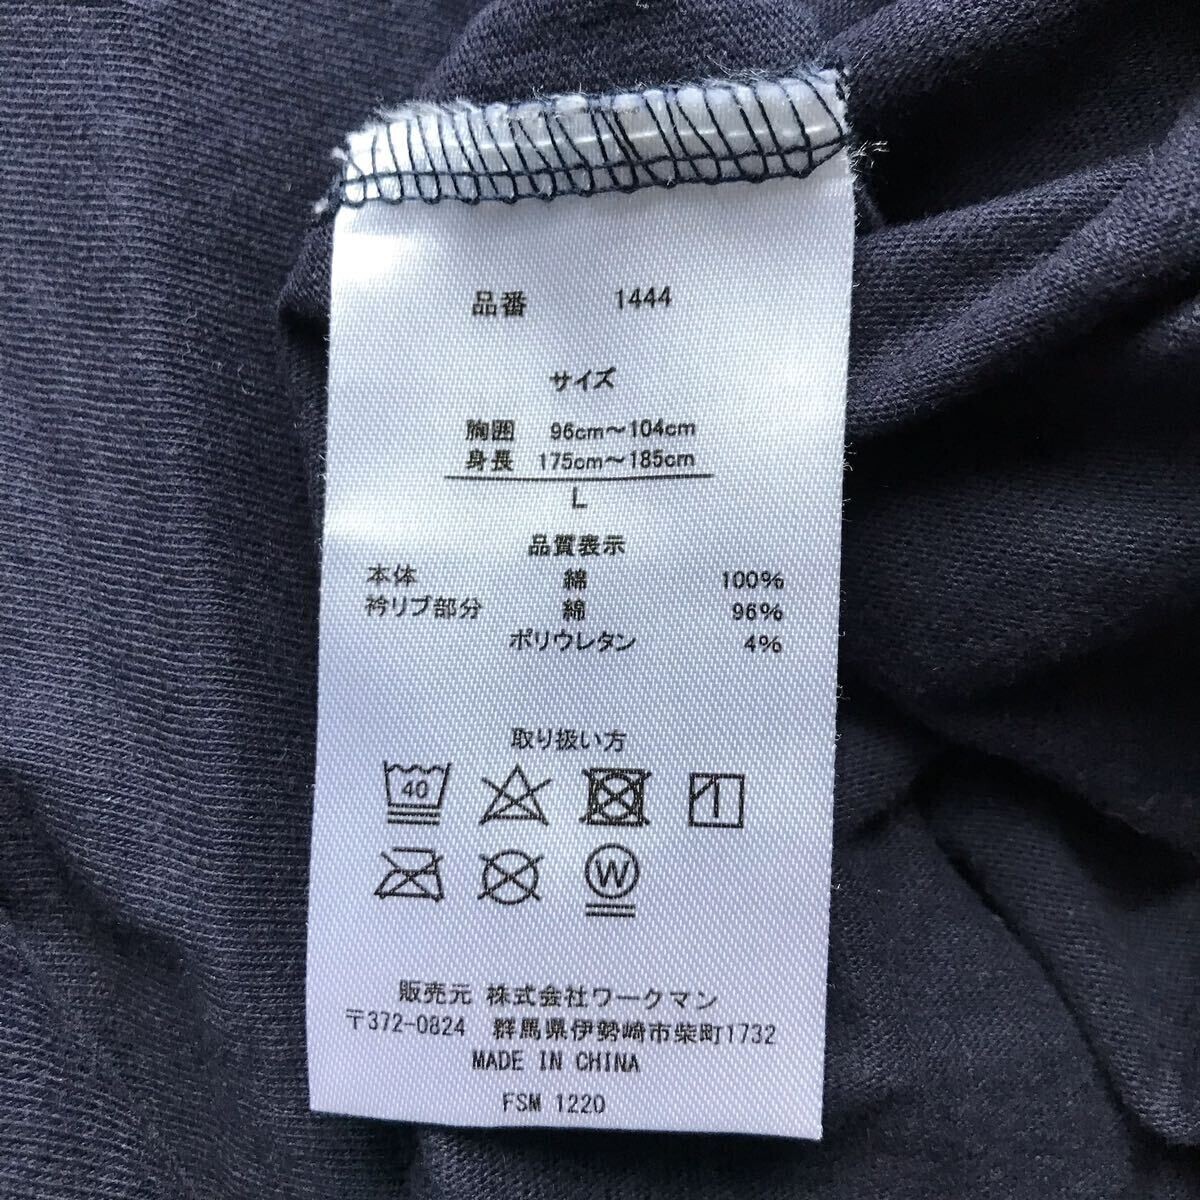 品番 1444
サイズ
胸囲 96cm～104cm
身長 175cm～185cm
L
品質表示
本体 綿 100%
衿リブ部分 綿 96%
ポリウレタン 4%
取り扱い方
40
W
販売元 株式会社ワークマン
〒372-0824 群馬県伊勢崎市柴町1732
MADE IN CHINA
FSM 1220